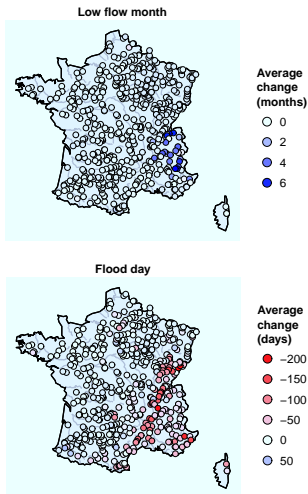 Low flow month
Average
change
(months)
0
2
4
6
Flood day
Average
change
(days)
−200
−150
−100
−50
0
50